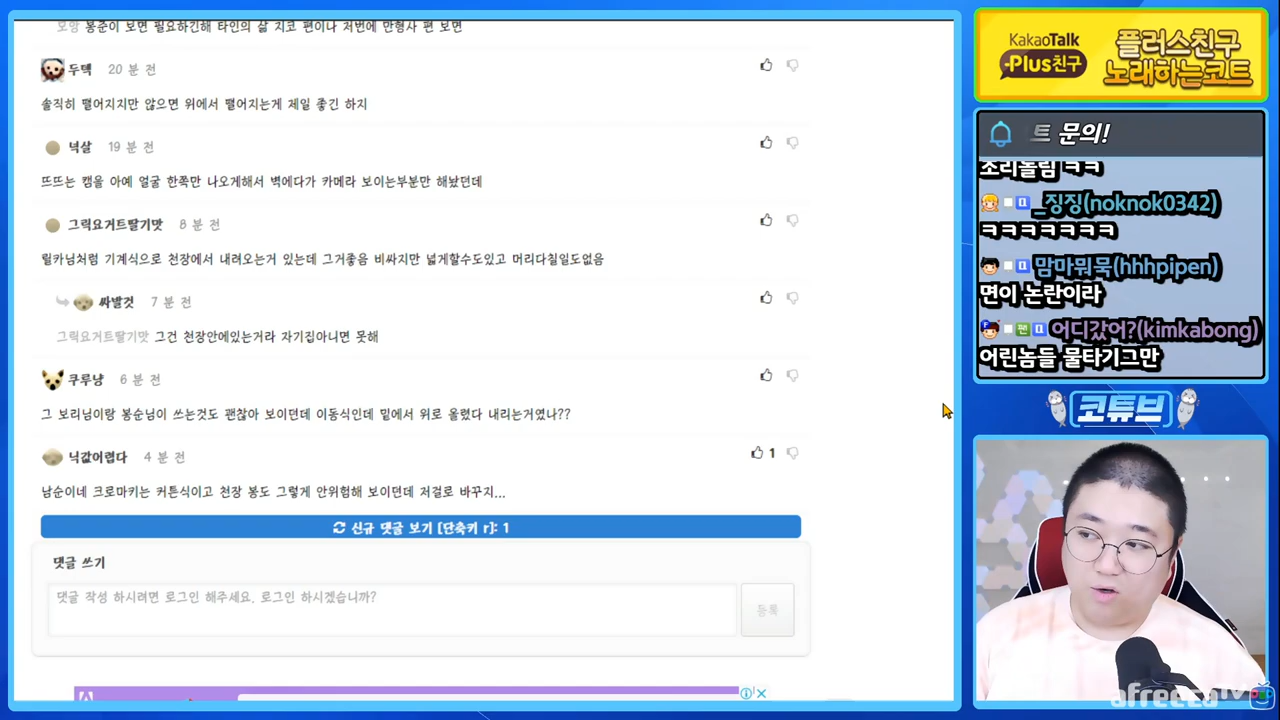 모앙 봉준이 보면 필요하긴해 타인의 삶 지코 편이나 저번에 만형사 편 보면
두덱 20 분 전
솔직히 떨어지지만 않으면 위에서 떨어지는게 제일 좋긴 하지
넉살 19 분 전
뜨뜨는 캠을 아예 얼굴 한쪽만 나오게해서 벽에다가 카메라 보이는부분만 해놨던데
그릭요거트딸기맛 8 분 전
릴카님처럼 기계식으로 천장에서 내려오는거 있는데 그거좋을 비싸지만 넓게할수도있고 머리다칠일도없음
싸발것 7 분 전
그릭요거트딸기맛 그건 천장안에있는거라 자기집아니면 못해
쿠루냥 6 분 전
그 보리님이랑 봉순님이 쓰는것도 괜찮아 보이던데 이동식인데 밑에서 위로 올렸다 내리는거였나??
닉값어렵다 4 분 전
1
남순이네 크로마키는 커튼식이고 천장 봉도 그렇게 안위험해 보이던데 저걸로 바꾸지...
신규 댓글 보기 [단축키 r]: 1
댓글 쓰기
댓글 작성 하시려면 로그인 해주세요. 로그인 하시겠습니까?
등록
KakaoTalk
Plus친구
플러스친구
노래하는코트
트 문의!
초리돌림 ㅋㅋ
_징징(noknok0342)
ㅋㅋㅋㅋㅋㅋㅋ
맘마뭐묵(hhhpipen)
면이 논란이라
팬 어디갔어?(kimkabong)
어린놈들 물타기그만
코튜브
afreecaTV